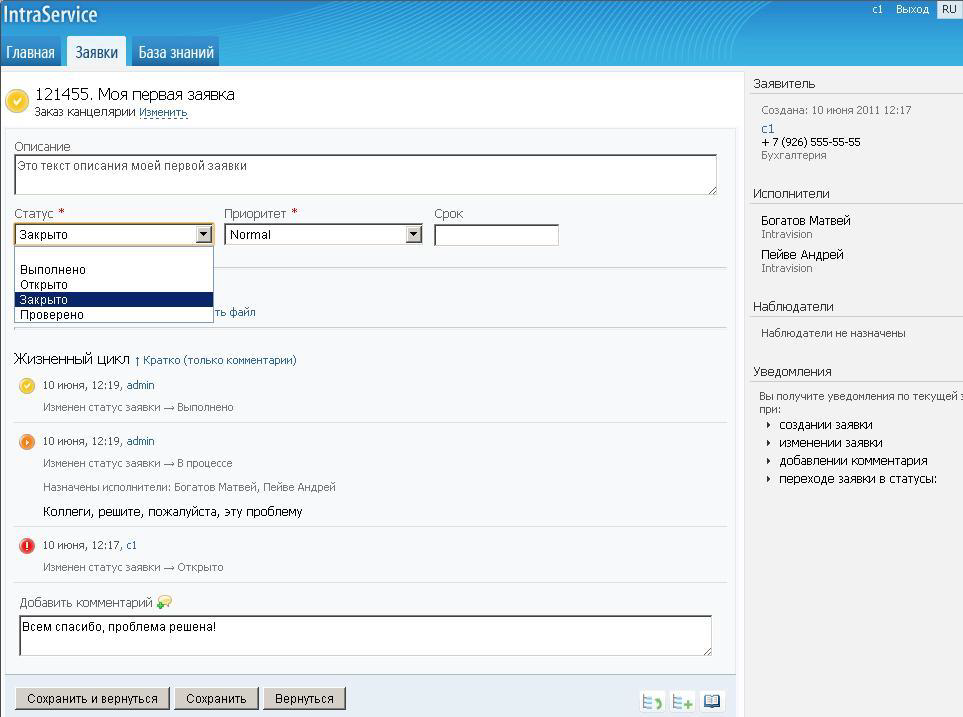 IntraService
c1 Выход RU
Главная Заявки База знаний
121455. Моя первая заявка
Заказ канцелярии Изменить
Описание
Это текст описания моей первой заявки
Статус * Приоритет * Срок
Закрыто Normal
Выполнено
Открыто
Закрыто
Проверено
ть файл
Жизненный цикл ↑ Кратко (только комментарии)
10 июня, 12:19, admin
Изменен статус заявки → Выполнено
10 июня, 12:19, admin
Изменен статус заявки → В процессе
Назначены исполнители: Богатов Матвей, Пейве Андрей
Коллеги, решите, пожалуйста, эту проблему
10 июня, 12:17, c1
Изменен статус заявки → Открыто
Добавить комментарий
Всем спасибо, проблема решена!
Сохранить и вернуться Сохранить Вернуться
Заявитель
Создана: 10 июня 2011 12:17
c1
+ 7 (926) 555-55-55
Бухгалтерия
Исполнители
Богатов Матвей
Intravision
Пейве Андрей
Intravision
Наблюдатели
Наблюдатели не назначены
Уведомления
Вы получите уведомления по текущей з
при:
создании заявки
изменении заявки
добавлении комментария
переходе заявки в статусы: